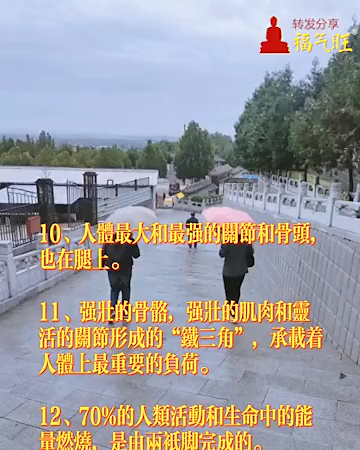 转发分享
福气旺
10、人體最大和最强的關節和骨頭，
也在腿上。
11、强壯的骨骼，强壯的肌肉和靈
活的關節形成的“鐵三角”，承載着
人體上最重要的負荷。
12、70%的人類活動和生命中的能
量燃燒，是由兩衹脚完成的。